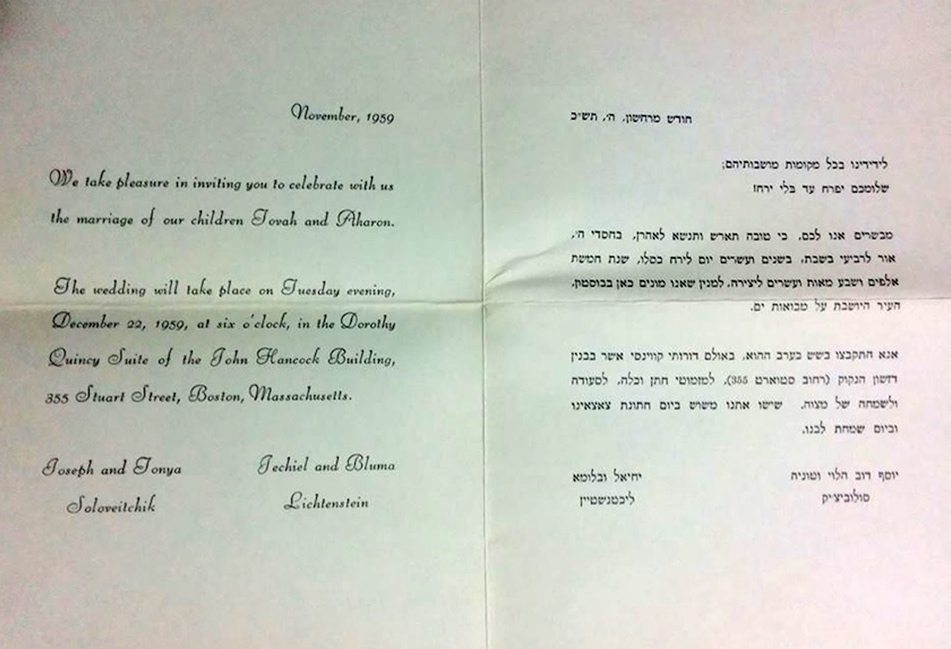 November, 1959
We take pleasure in inviting you to celebrate with us
the marriage of our children Tovah and Aharon.
The wedding will take place on Tuesday evening,
December 22, 1959, at six o'clock, in the Dorothy
Quincy Suite of the John Hancock Building,
355 Stuart Street, Boston, Massachusetts.
Joseph and Tonya
Soloveitchik
Jechiel and Bluma
Lichtenstein
חודש מרחשון, ה', תש״כ
לידידינו בכל מקומות מושבותיהם;
שלומכם יפרח עד בלי ירח!
מבשרים אנו לכם, כי טובה תארש ותנשא לאהרן, בחסדי ה',
אור לרביעי בשבת, בשנים ועשרים יום לירח כסלו, שנת חמשת
אלפים ושבע מאות ועשרים ליצירה, למנין שאנו מונים כאן בבוסטון,
העיר היושבת על מבואות ים.
אנא התקבצו בשש בערב ההוא, באולם דורותי קווינסי אשר בבנין
דזשון הנקוק (רחוב סטוארט 355), למזמוטי חתן וכלה, לסעודה
ולשמחה של מצוה. שישו אתנו משוש ביום חתונת צאצאינו
וביום שמחת לבנו.
יוסף דוב הלוי וטוניה
סולוביצ׳יק
יחיאל ובלומא
ליכטנשטיין